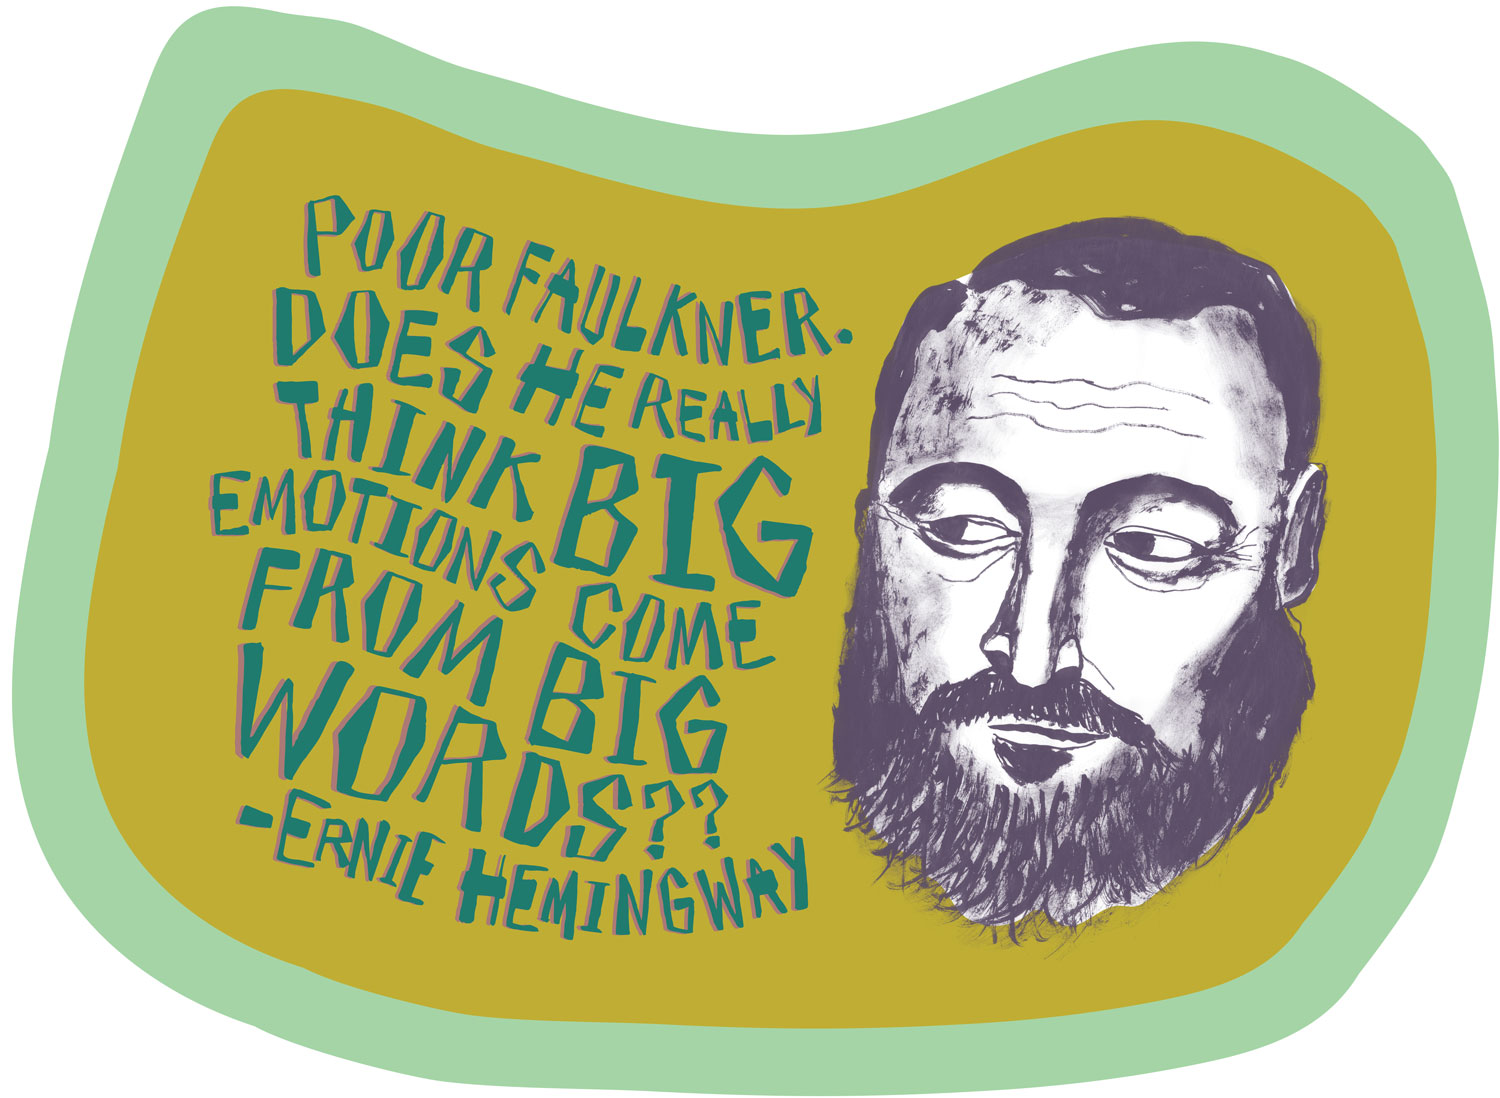 POOR FAULKNER.
DOES HE REALLY
THINK BIG
EMOTIONS COME
FROM BIG
WORDS??
-ERNIE HEMINGWAY